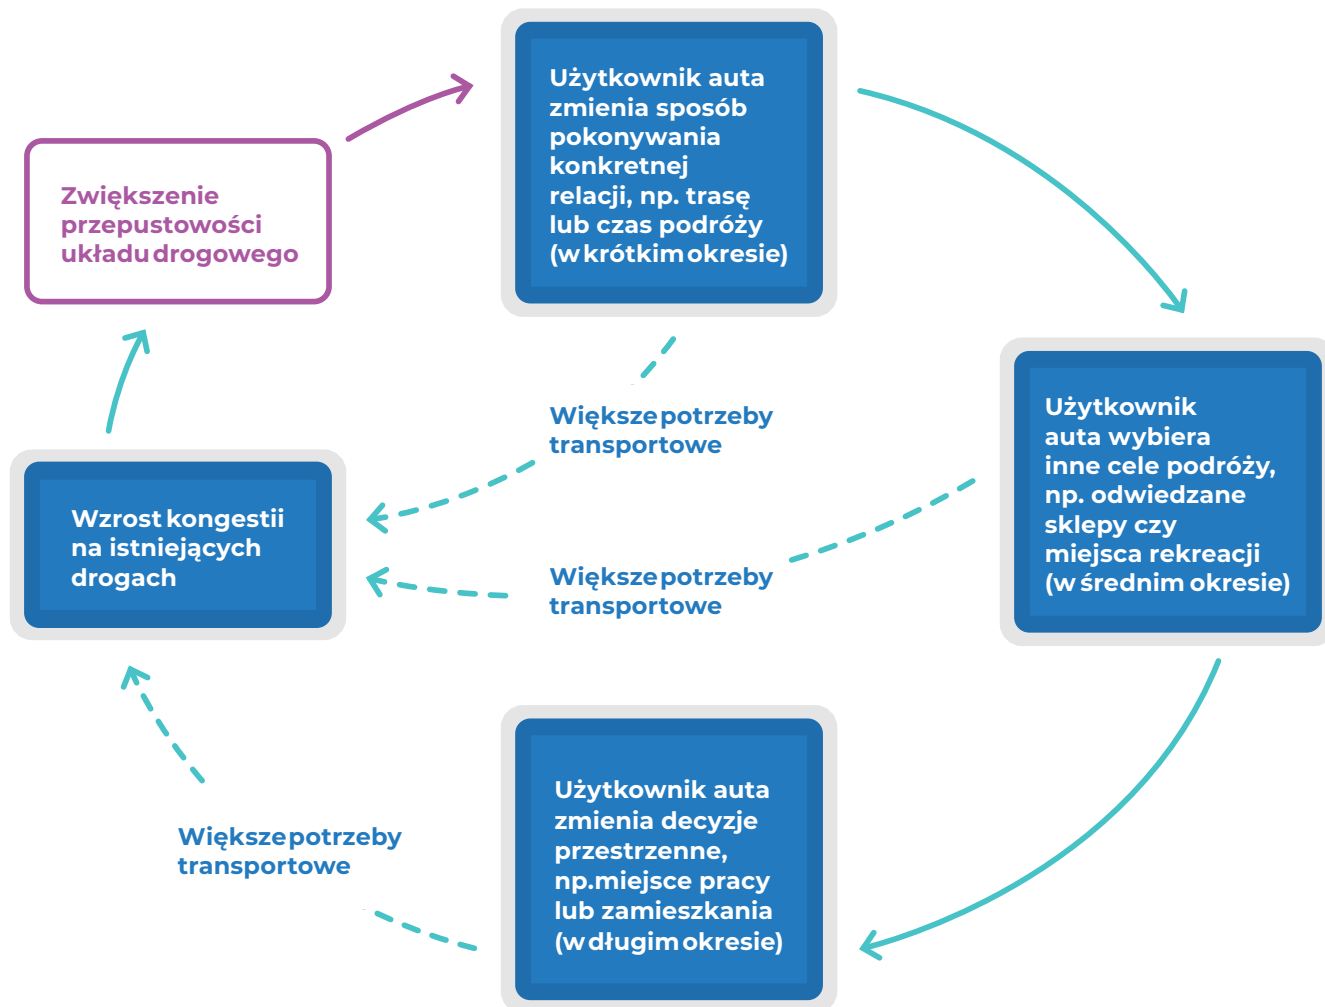 Użytkownik auta
zmienia sposób
pokonywania
konkretnej
relacji, np. trasę
lub czas podróży
(w krótkim okresie)
Zwiększenie
przepustowości
układu drogowego
Użytkownik
auta wybiera
inne cele podróży,
np. odwiedzane
sklepy czy
miejsca rekreacji
(w średnim okresie)
Większe potrzeby
transportowe
Wzrost kongestii
na istniejących
drogach
Większe potrzeby
transportowe
Użytkownik auta
zmienia decyzje
przestrzenne,
np.miejsce pracy
lub zamieszkania
(w długim okresie)
Większe potrzeby
transportowe